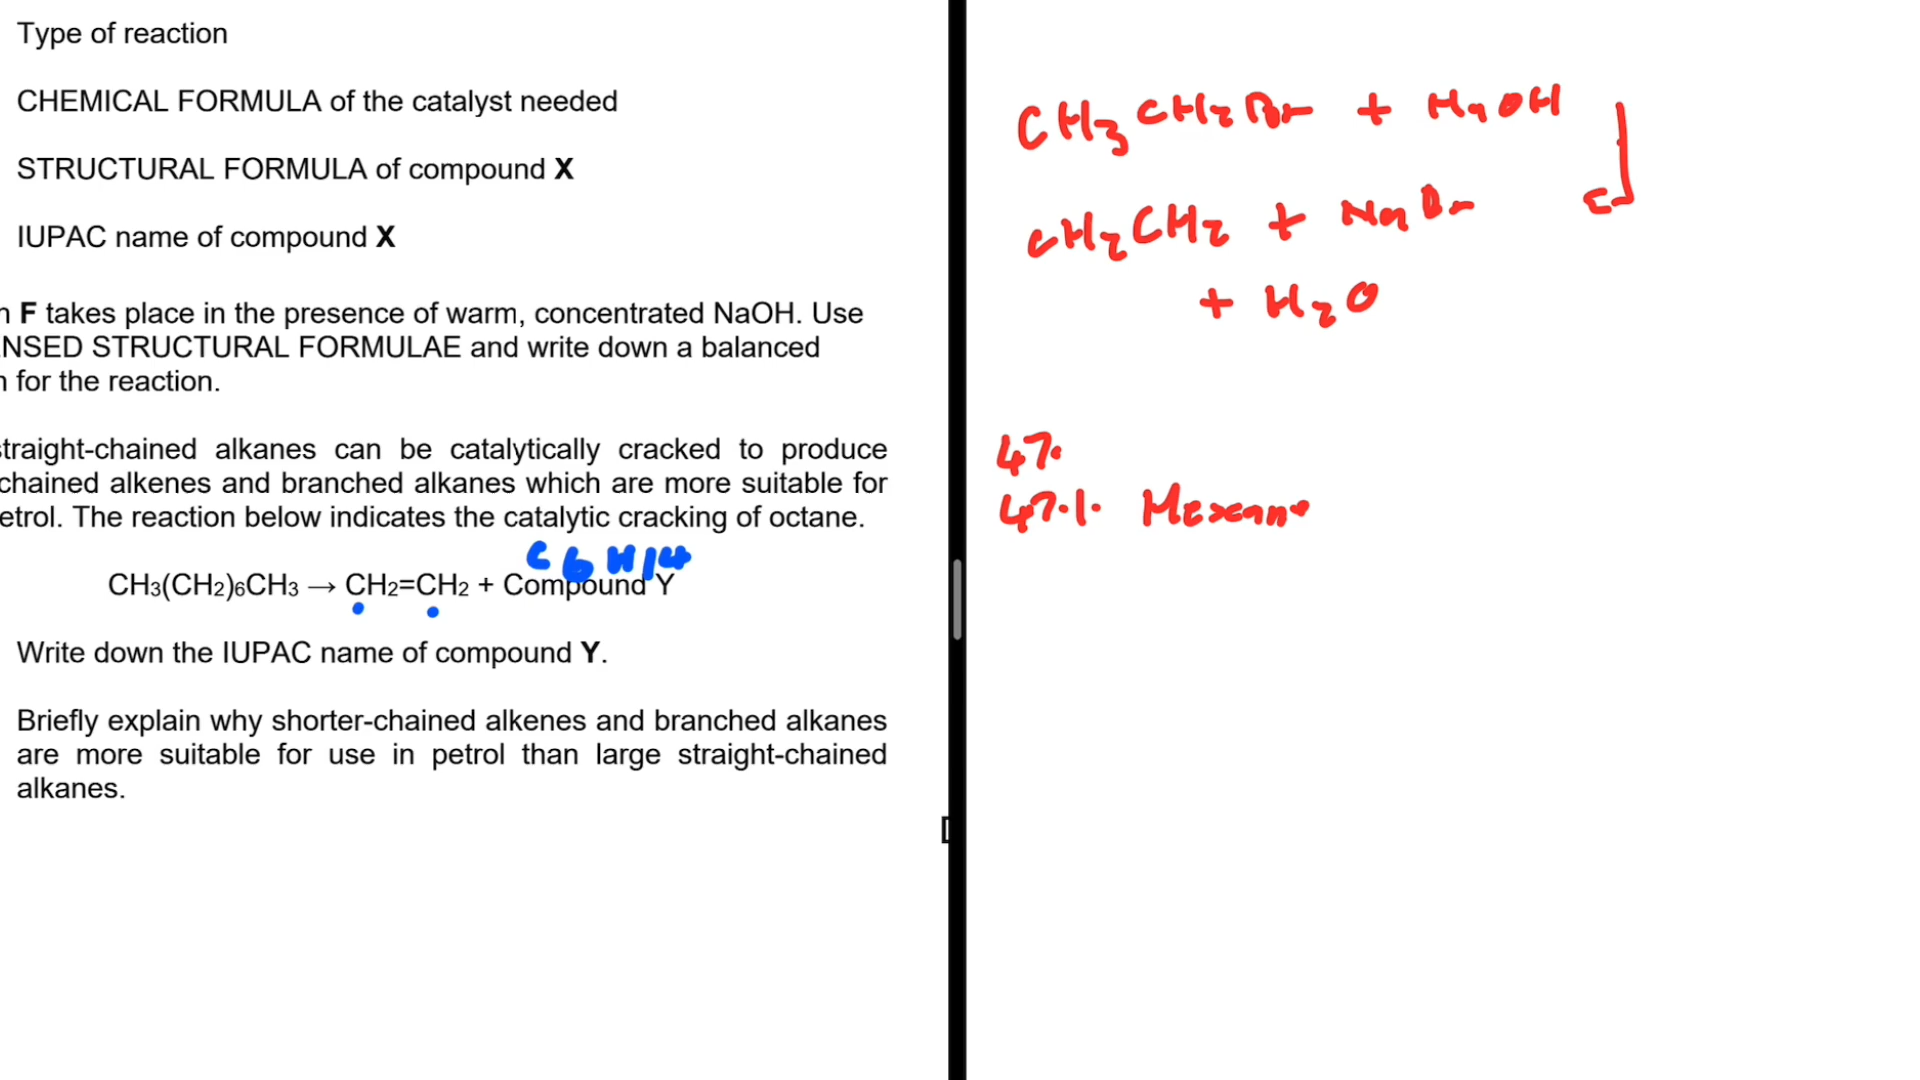 Type of reaction
CHEMICAL FORMULA of the catalyst needed
STRUCTURAL FORMULA of compound X
IUPAC name of compound X
n F takes place in the presence of warm, concentrated NaOH. Use
ENSED STRUCTURAL FORMULAE and write down a balanced
n for the reaction.
straight-chained alkanes can be catalytically cracked to produce
chained alkenes and branched alkanes which are more suitable for
etrol. The reaction below indicates the catalytic cracking of octane.
C6H14
CH3(CH2)6CH3 → CH2=CH2 + Compound Y
Write down the IUPAC name of compound Y.
Briefly explain why shorter-chained alkenes and branched alkanes
are more suitable for use in petrol than large straight-chained
alkanes.
[
CH3CH2Br + NaOH
CH2CH2 + NaBr
+ H2O
47.
47.1. Hexane